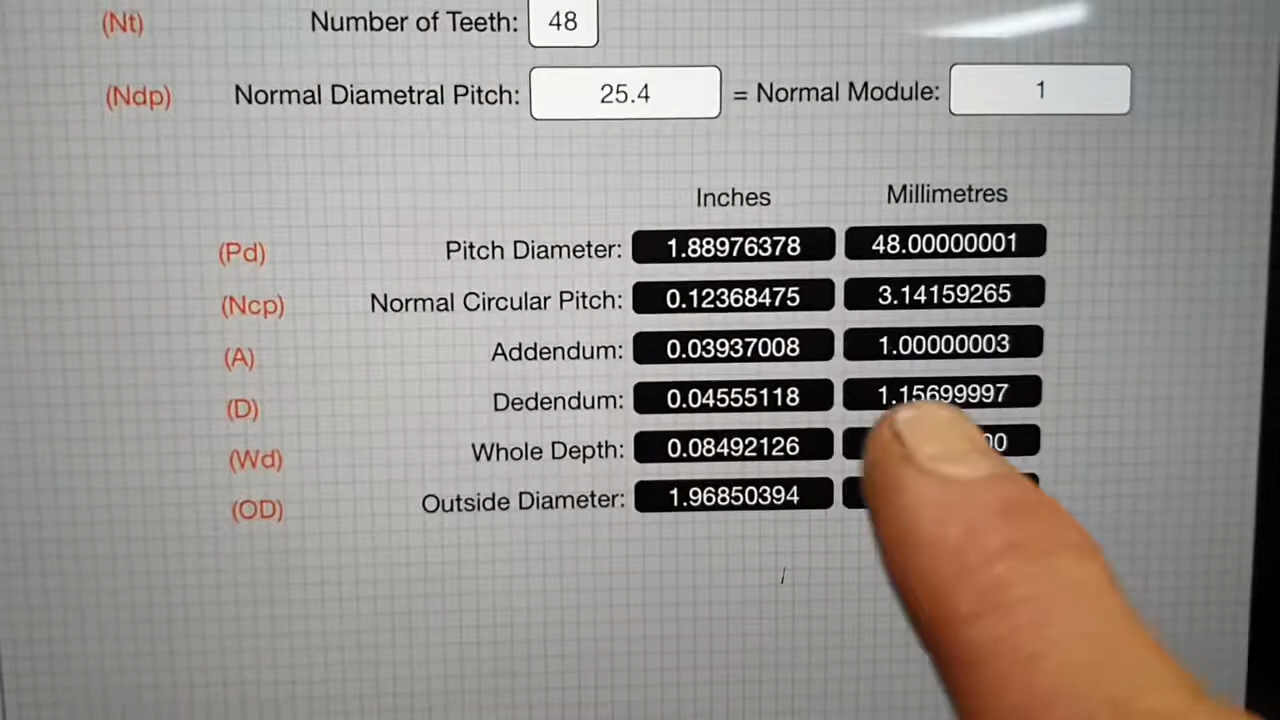 (Nt) Number of Teeth: 48
(Ndp) Normal Diametral Pitch: 25.4 = Normal Module: 1
Inches Millimetres
(Pd) Pitch Diameter: 1.88976378 48.00000001
(Ncp) Normal Circular Pitch: 0.12368475 3.14159265
(A) Addendum: 0.03937008 1.00000003
(D) Dedendum: 0.04555118 1.15699997
(Wd) Whole Depth: 0.08492126
(OD) Outside Diameter: 1.96850394